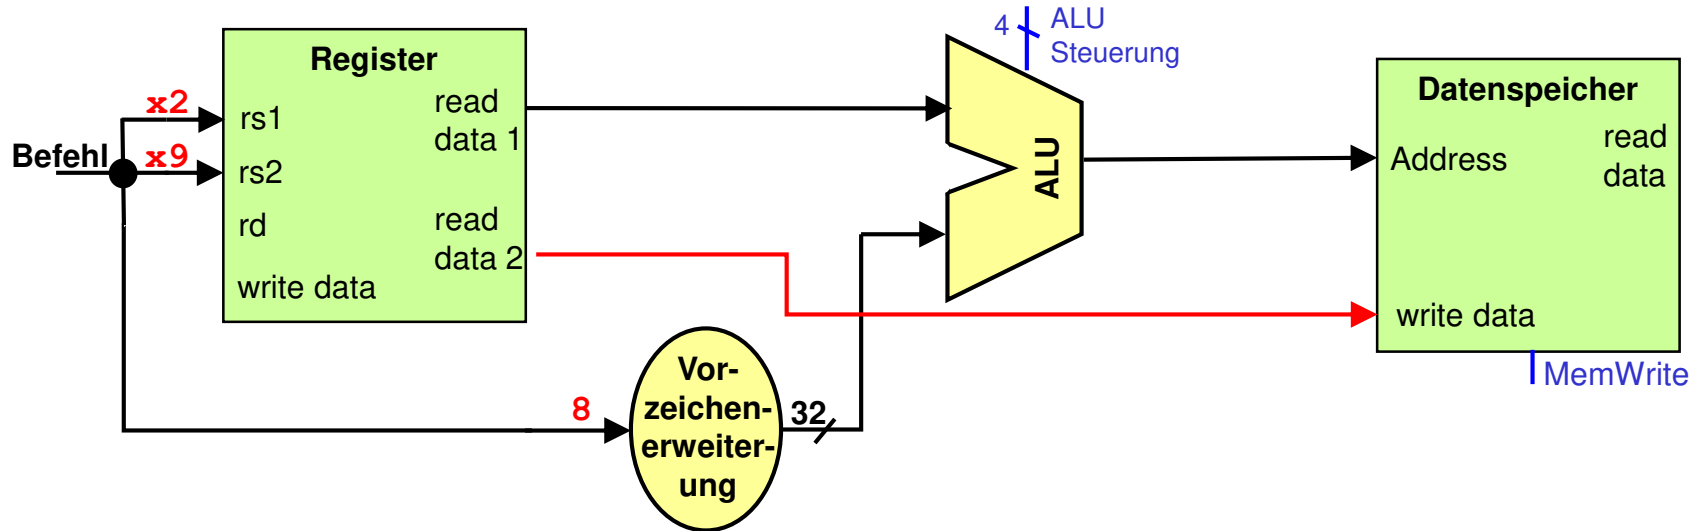 Befehl
x2
x9
Register
rs1
rs2
rd
write data
read
data 1
read
data 2
8
Vor-
zeichen-
erweiter-
ung
32
4
ALU
Steuerung
ALU
Datenspeicher
Address
read
data
write data
MemWrite